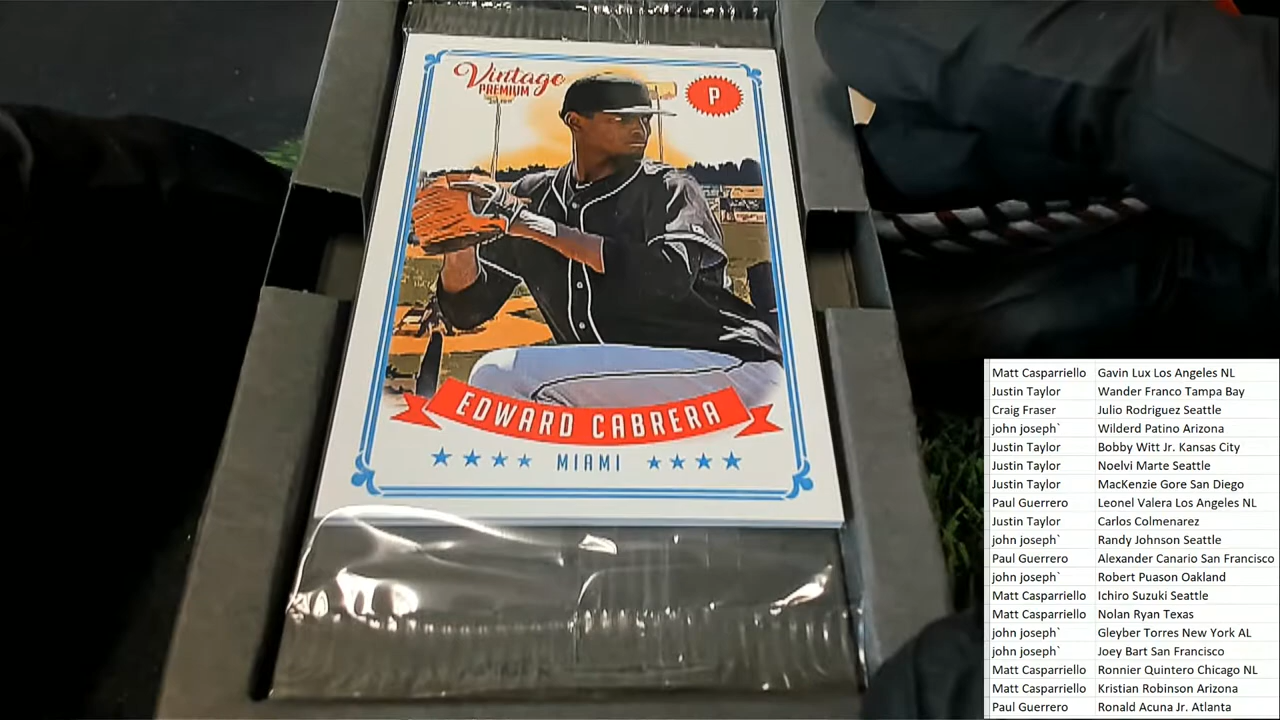 Vintage
PREMIUM
P
EDWARD CABRERA
MIAMI
Matt Casparriello Gavin Lux Los Angeles NL
Justin Taylor Wander Franco Tampa Bay
Craig Fraser Julio Rodriguez Seattle
john joseph` Wilderd Patino Arizona
Justin Taylor Bobby Witt Jr. Kansas City
Justin Taylor Noelvi Marte Seattle
Justin Taylor MacKenzie Gore San Diego
Paul Guerrero Leonel Valera Los Angeles NL
Justin Taylor Carlos Colmenarez
john joseph` Randy Johnson Seattle
Paul Guerrero Alexander Canario San Francisco
john joseph` Robert Puason Oakland
Matt Casparriello Ichiro Suzuki Seattle
Matt Casparriello Nolan Ryan Texas
john joseph` Gleyber Torres New York AL
john joseph` Joey Bart San Francisco
Matt Casparriello Ronnier Quintero Chicago NL
Matt Casparriello Kristian Robinson Arizona
Paul Guerrero Ronald Acuna Jr. Atlanta